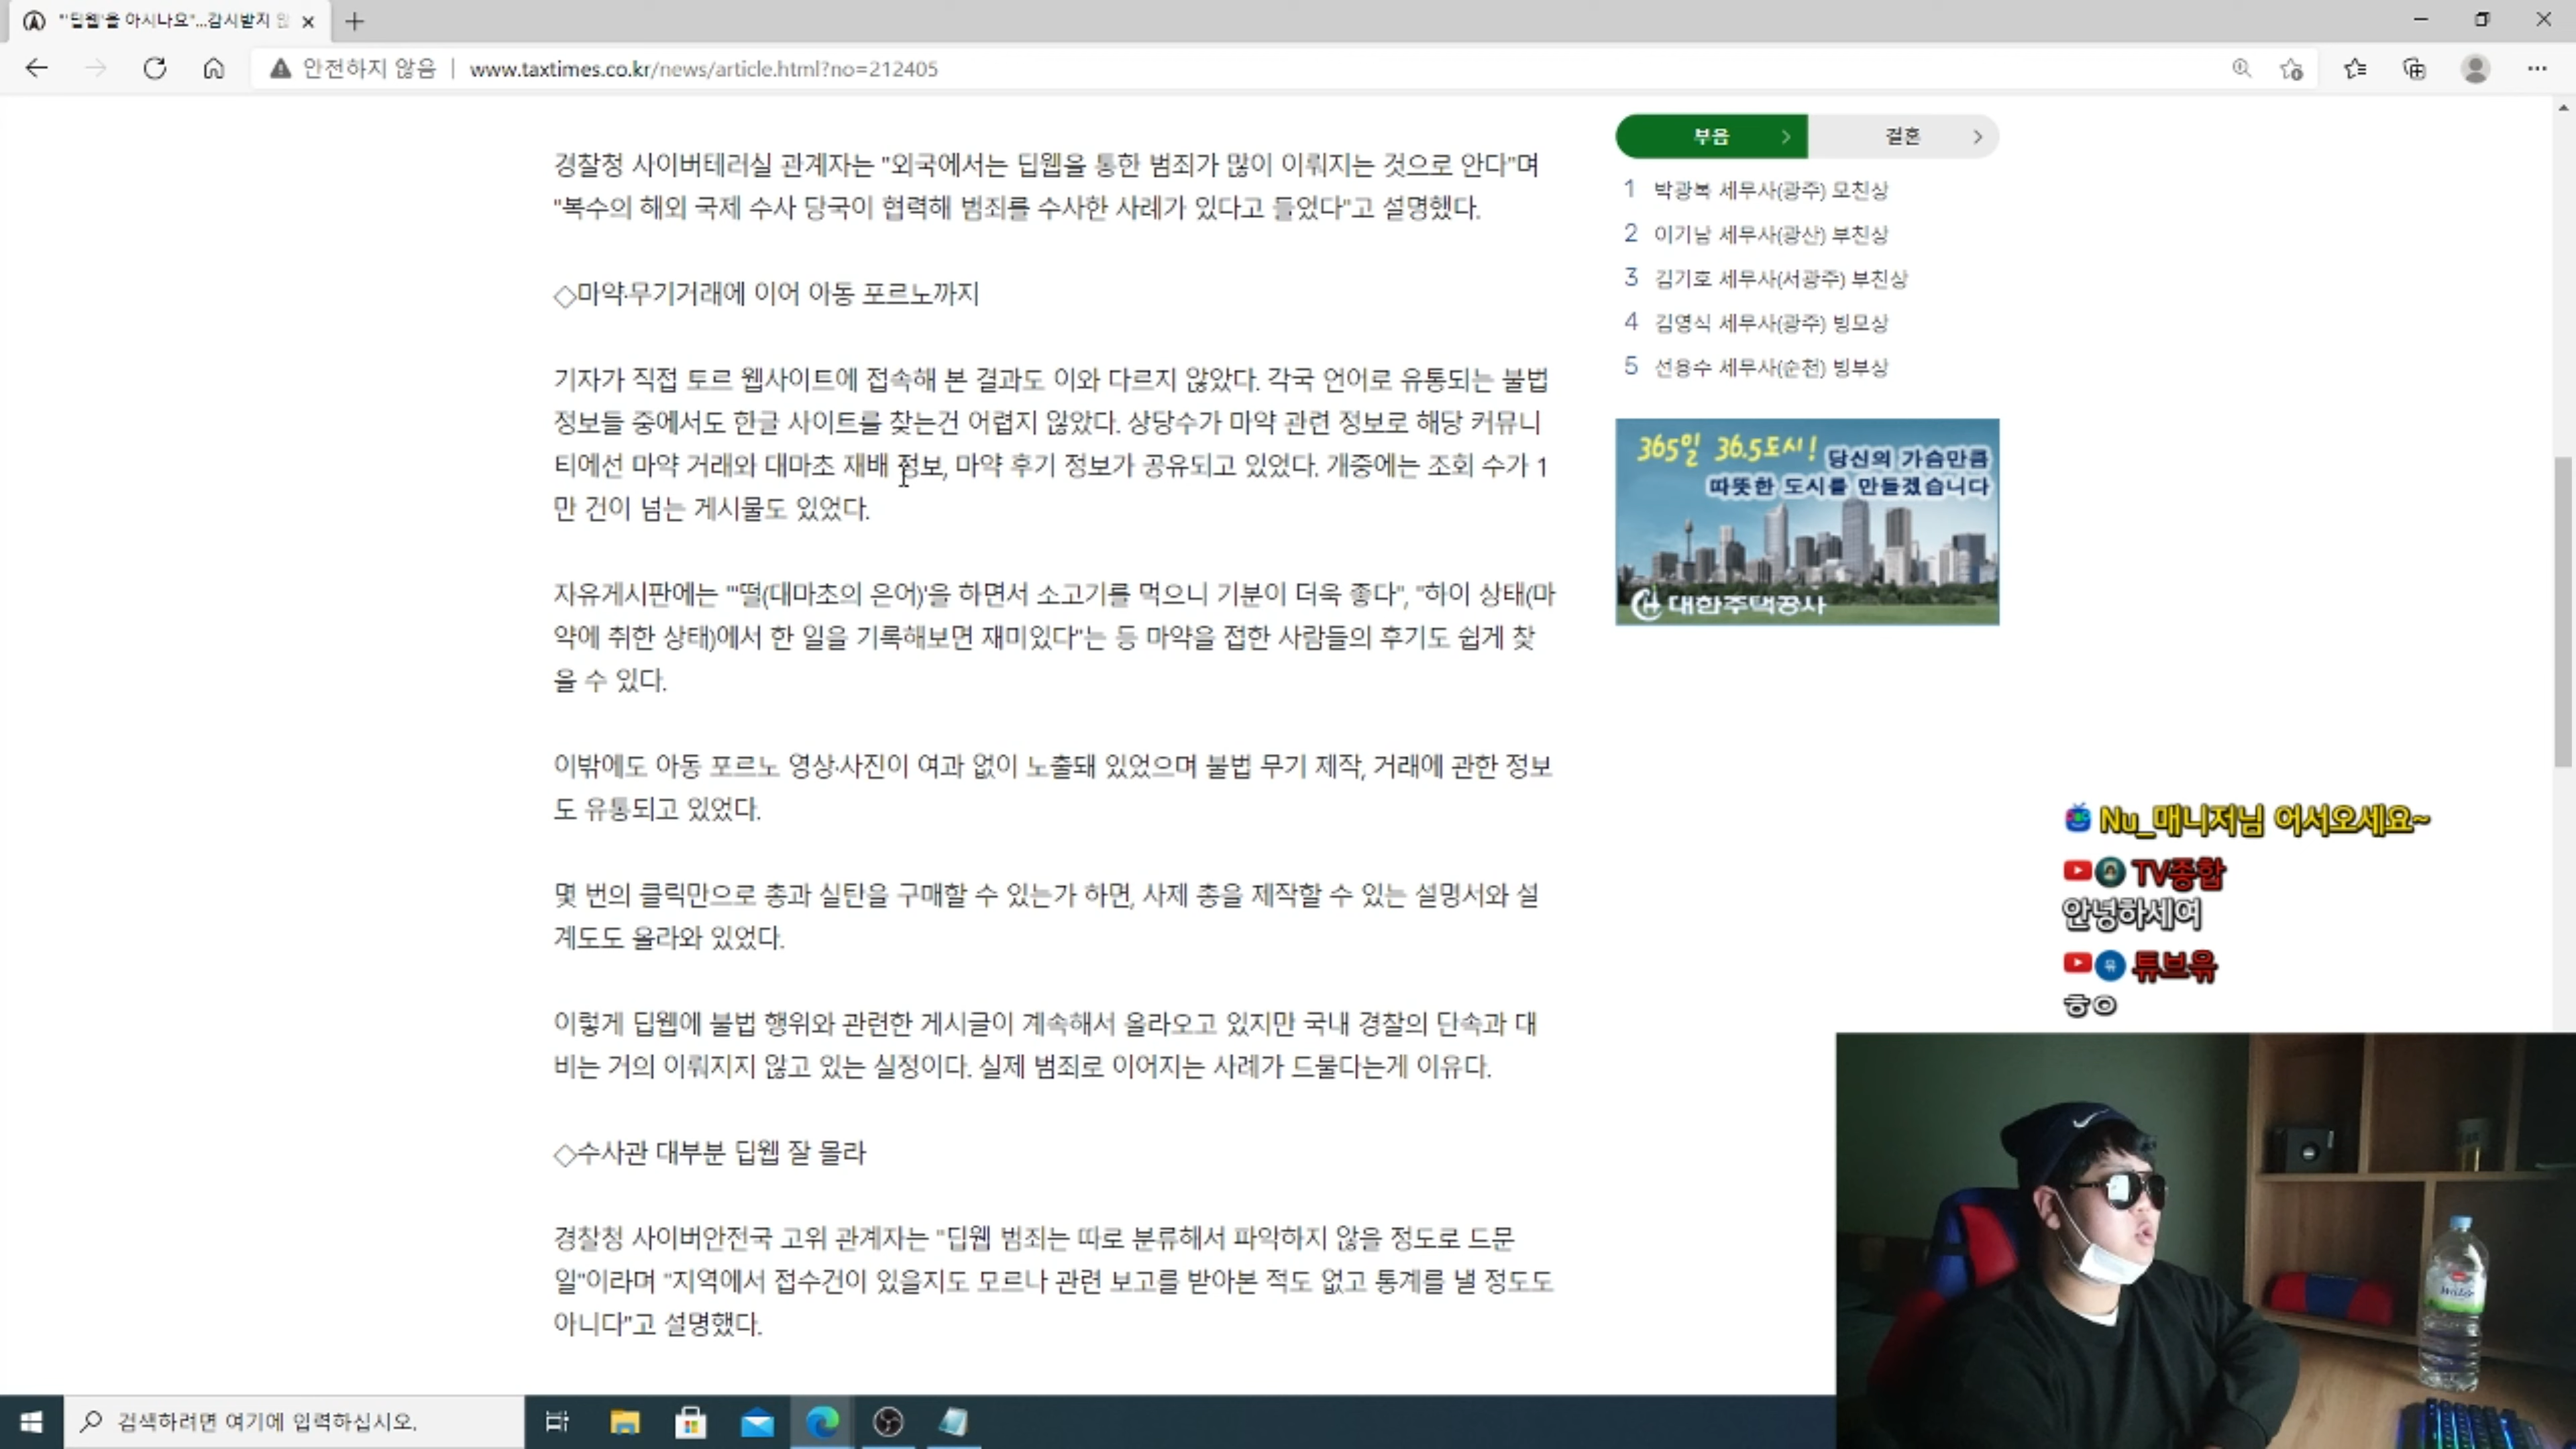 "'딥웹'을 아시나요"...감시받지 않
안전하지 않음 | www.taxtimes.co.kr/news/article.html?no=212405
경찰청 사이버테러실 관계자는 "외국에서는 딥웹을 통한 범죄가 많이 이뤄지는 것으로 안다"며
"복수의 해외 국제 수사 당국이 협력해 범죄를 수사한 사례가 있다고 들었다"고 설명했다.
◇마약·무기거래에 이어 아동 포르노까지
기자가 직접 토르 웹사이트에 접속해 본 결과도 이와 다르지 않았다. 각국 언어로 유통되는 불법
정보들 중에서도 한글 사이트를 찾는건 어렵지 않았다. 상당수가 마약 관련 정보로 해당 커뮤니
티에선 마약 거래와 대마초 재배 정보, 마약 후기 정보가 공유되고 있었다. 개중에는 조회 수가 1
만 건이 넘는 게시물도 있었다.
자유게시판에는 "'떨(대마초의 은어)'을 하면서 소고기를 먹으니 기분이 더욱 좋다", "하이 상태(마
약에 취한 상태)에서 한 일을 기록해보면 재미있다"는 등 마약을 접한 사람들의 후기도 쉽게 찾
을 수 있다.
이밖에도 아동 포르노 영상·사진이 여과 없이 노출돼 있었으며 불법 무기 제작, 거래에 관한 정보
도 유통되고 있었다.
몇 번의 클릭만으로 총과 실탄을 구매할 수 있는가 하면, 사제 총을 제작할 수 있는 설명서와 설
계도도 올라와 있었다.
이렇게 딥웹에 불법 행위와 관련한 게시글이 계속해서 올라오고 있지만 국내 경찰의 단속과 대
비는 거의 이뤄지지 않고 있는 실정이다. 실제 범죄로 이어지는 사례가 드물다는게 이유다.
◇수사관 대부분 딥웹 잘 몰라
경찰청 사이버안전국 고위 관계자는 "딥웹 범죄는 따로 분류해서 파악하지 않을 정도로 드문
일"이라며 "지역에서 접수건이 있을지도 모르나 관련 보고를 받아본 적도 없고 통계를 낼 정도도
아니다"고 설명했다.
부음
결혼
1 박광복 세무사(광주) 모친상
2 이기남 세무사(광산) 부친상
3 김기호 세무사(서광주) 부친상
4 김영식 세무사(광주) 빙모상
5 선용수 세무사(순천) 빙부상
365일 36.5도시!
당신의 가슴만큼
따뜻한 도시를 만들겠습니다
대한주택공사
Nu_매니저님 어서오세요~
TV종합
안녕하세여
뮤 튜브뮤
ㅎㅇ
검색하려면 여기에 입력하십시오.